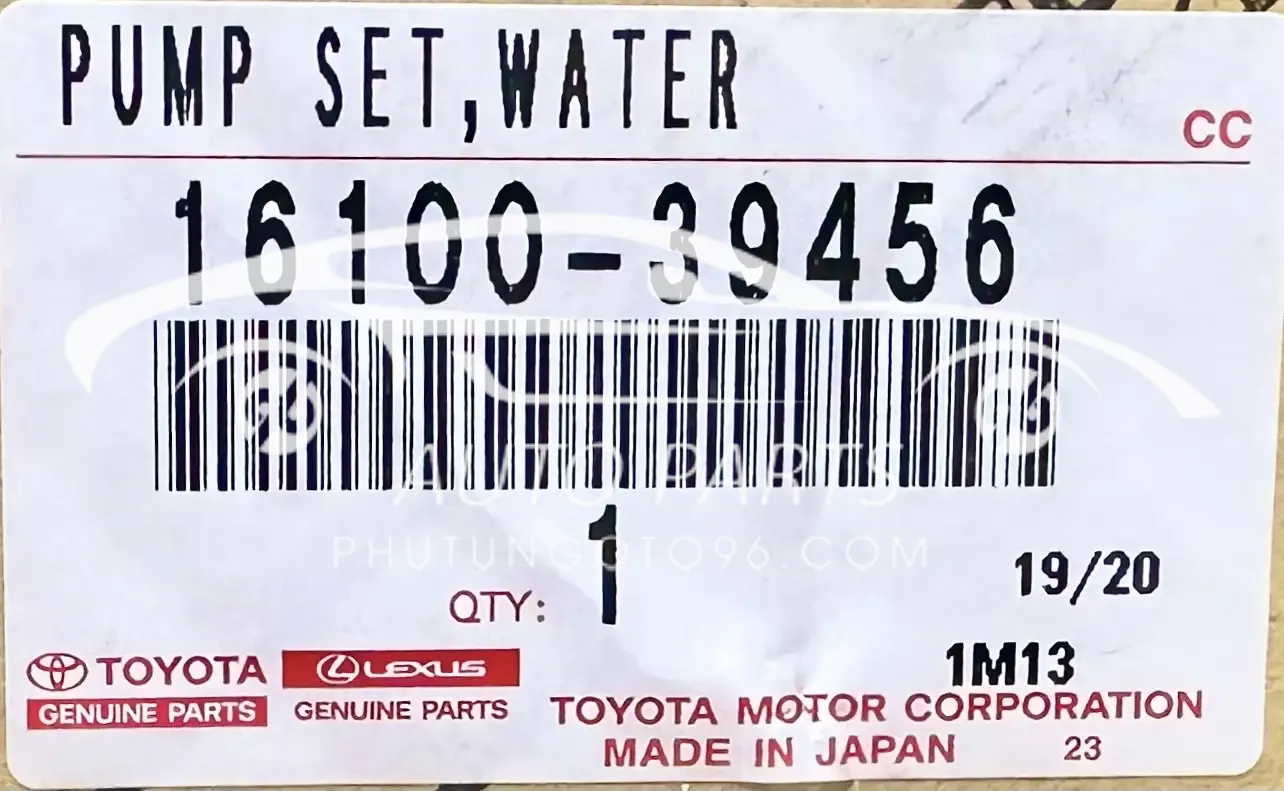 PUMP SET,WATER
CC
16100-39456
AUTO PARTS
PHUTUNGOTO96.COM
1
QTY:
19/20
1M13
TOYOTA
LEXUS
GENUINE PARTS
GENUINE PARTS
TOYOTA MOTOR CORPORATION
MADE IN JAPAN 23